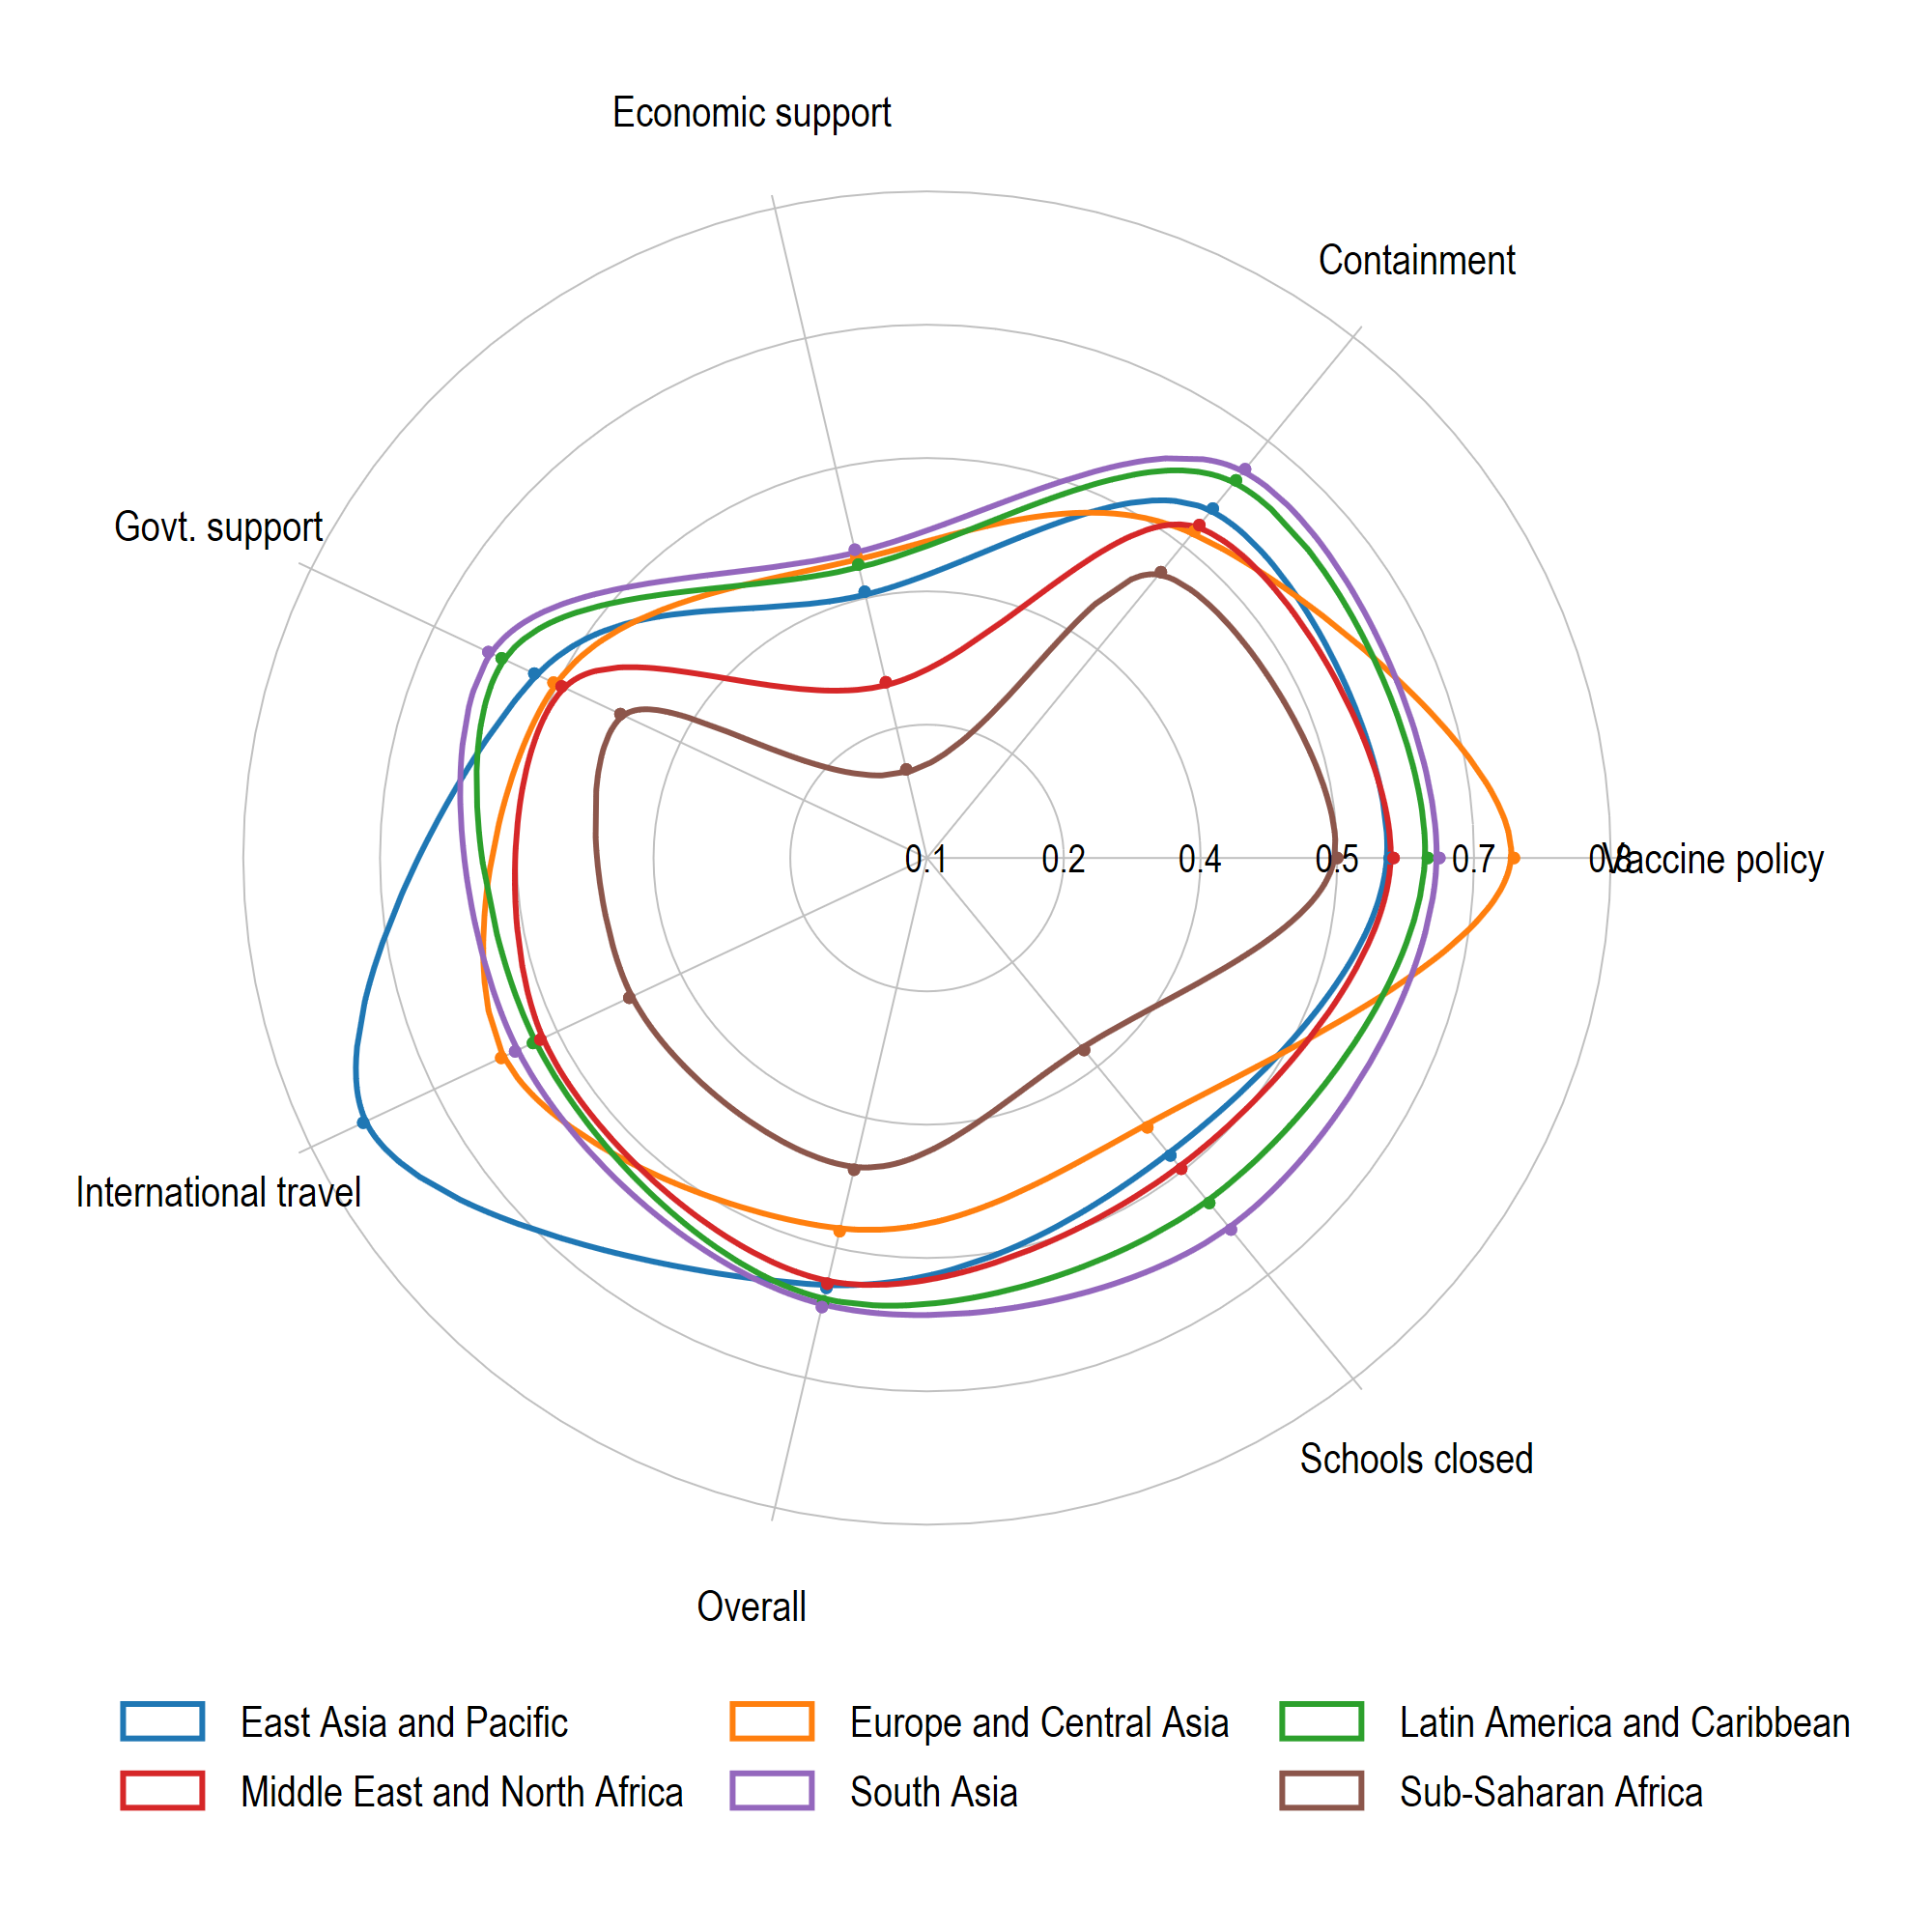 Economic support
Containment
Govt. support
0.1 0.2 0.4 0.5 0.7 0.8 Vaccine policy
International travel
Schools closed
Overall
East Asia and Pacific Europe and Central Asia Latin America and Caribbean
Middle East and North Africa South Asia Sub-Saharan Africa